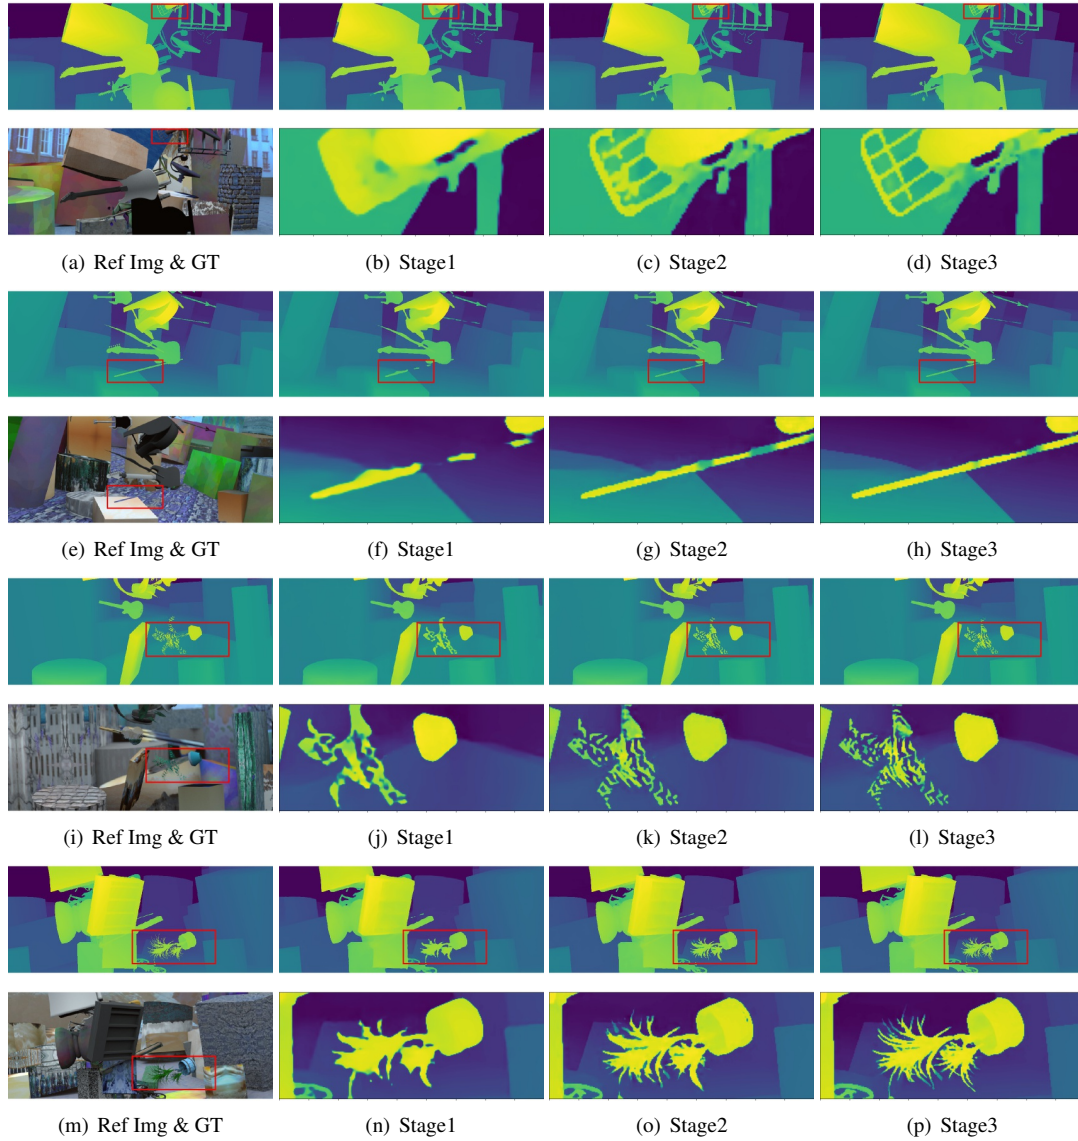 (a) Ref Img & GT (b) Stage1 (c) Stage2 (d) Stage3
(e) Ref Img & GT (f) Stage1 (g) Stage2 (h) Stage3
(i) Ref Img & GT (j) Stage1 (k) Stage2 (l) Stage3
(m) Ref Img & GT (n) Stage1 (o) Stage2 (p) Stage3